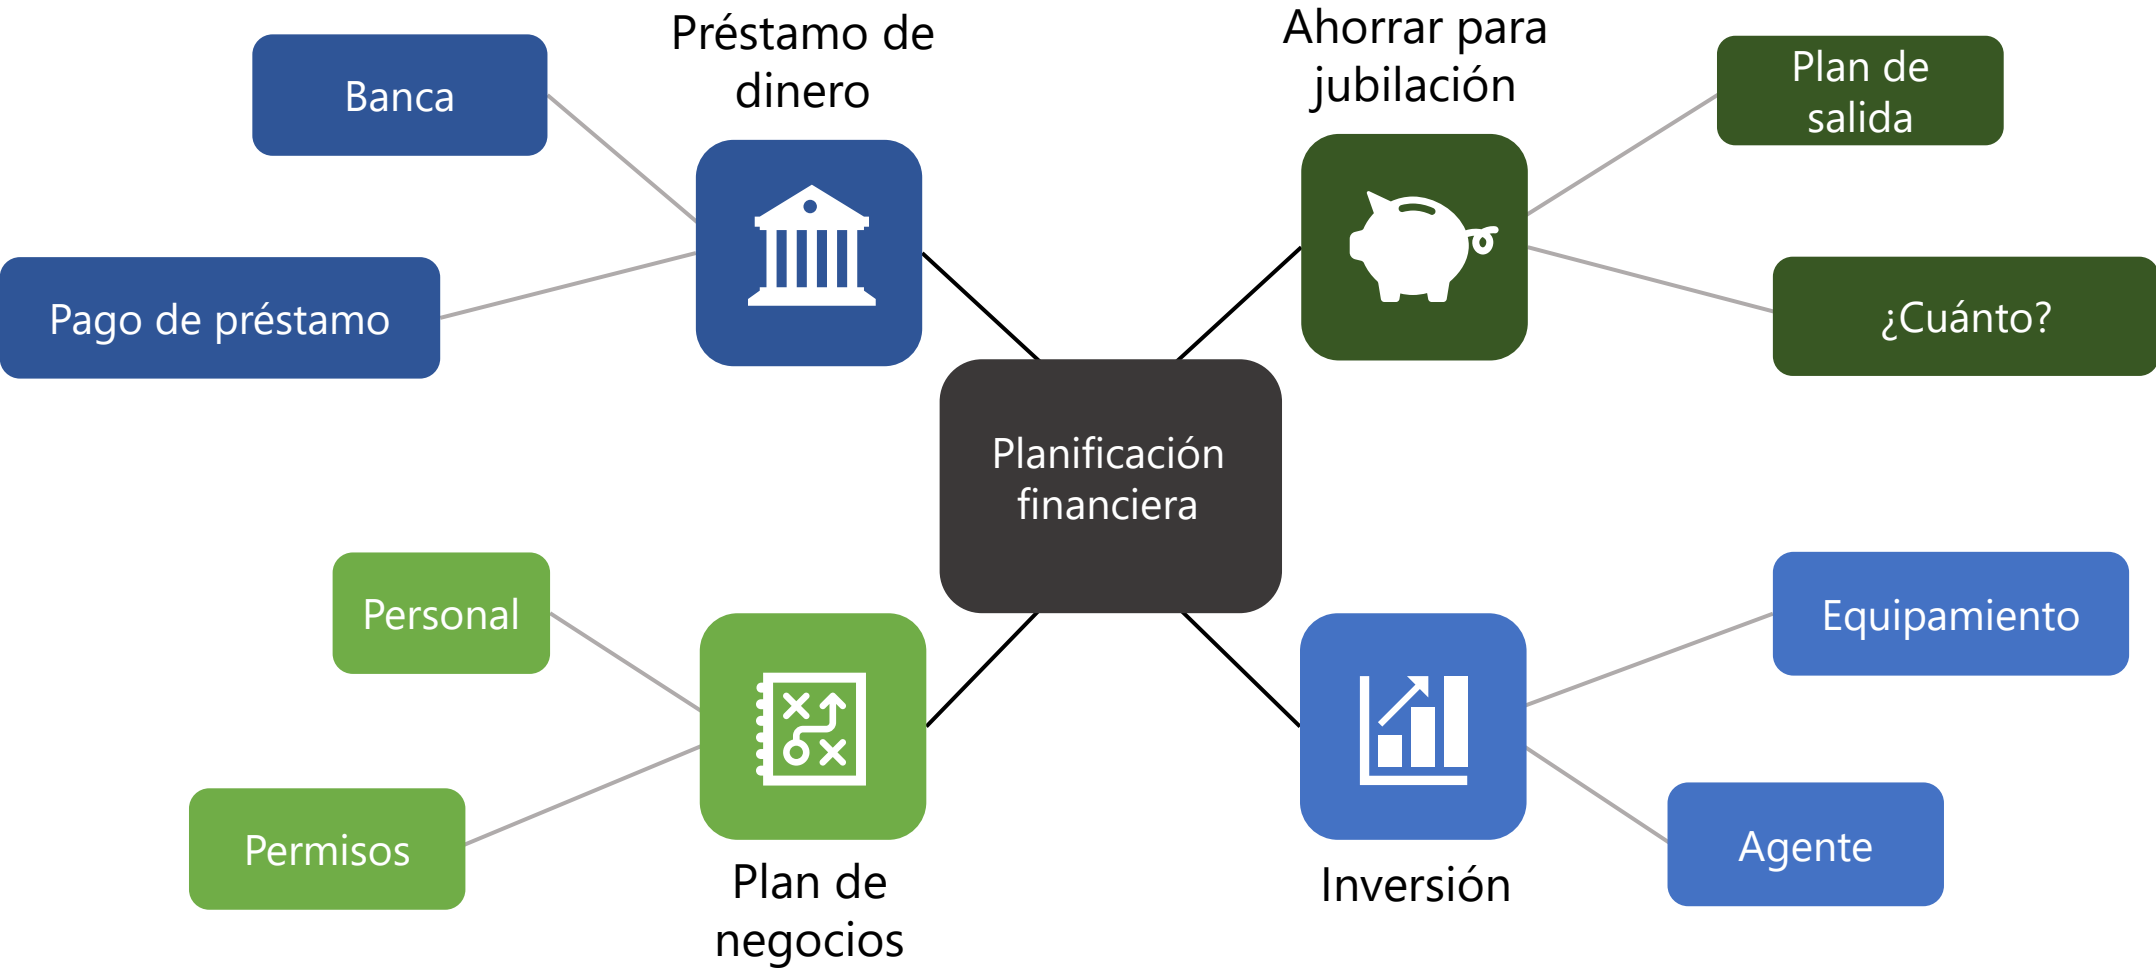 Préstamo de
dinero
Banca
Pago de préstamo
Ahorrar para
jubilación
Plan de
salida
¿Cuánto?
Planificación
financiera
Personal
Permisos
Plan de
negocios
Equipamiento
Agente
Inversión